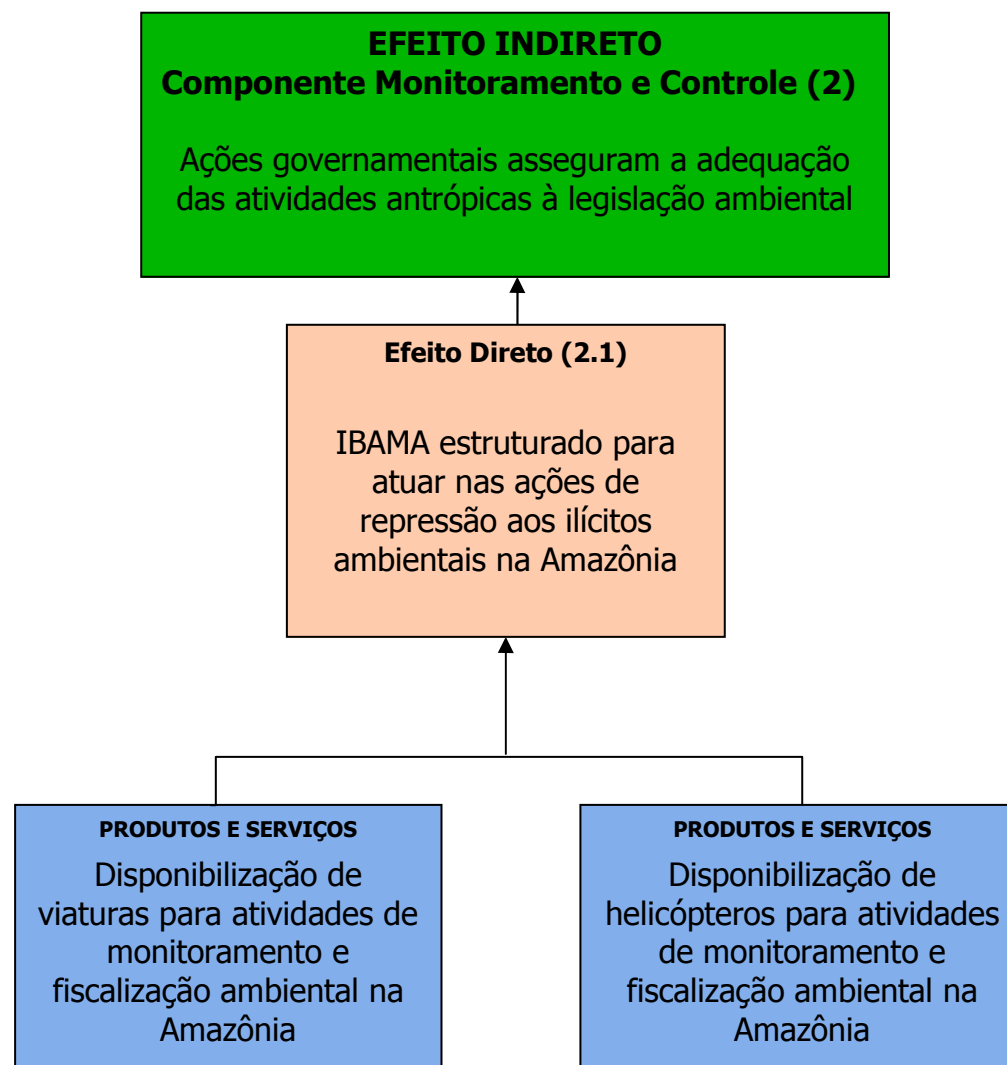 EFEITO INDIRETO
Componente Monitoramento e Controle (2)
Ações governamentais asseguram a adequação
das atividades antrópicas à legislação ambiental
Efeito Direto (2.1)
IBAMA estruturado para
atuar nas ações de
repressão aos ilícitos
ambientais na Amazônia
PRODUTOS E SERVIÇOS
Disponibilização de
viaturas para atividades de
monitoramento e
fiscalização ambiental na
Amazônia
PRODUTOS E SERVIÇOS
Disponibilização de
helicópteros para atividades
de monitoramento e
fiscalização ambiental na
Amazônia